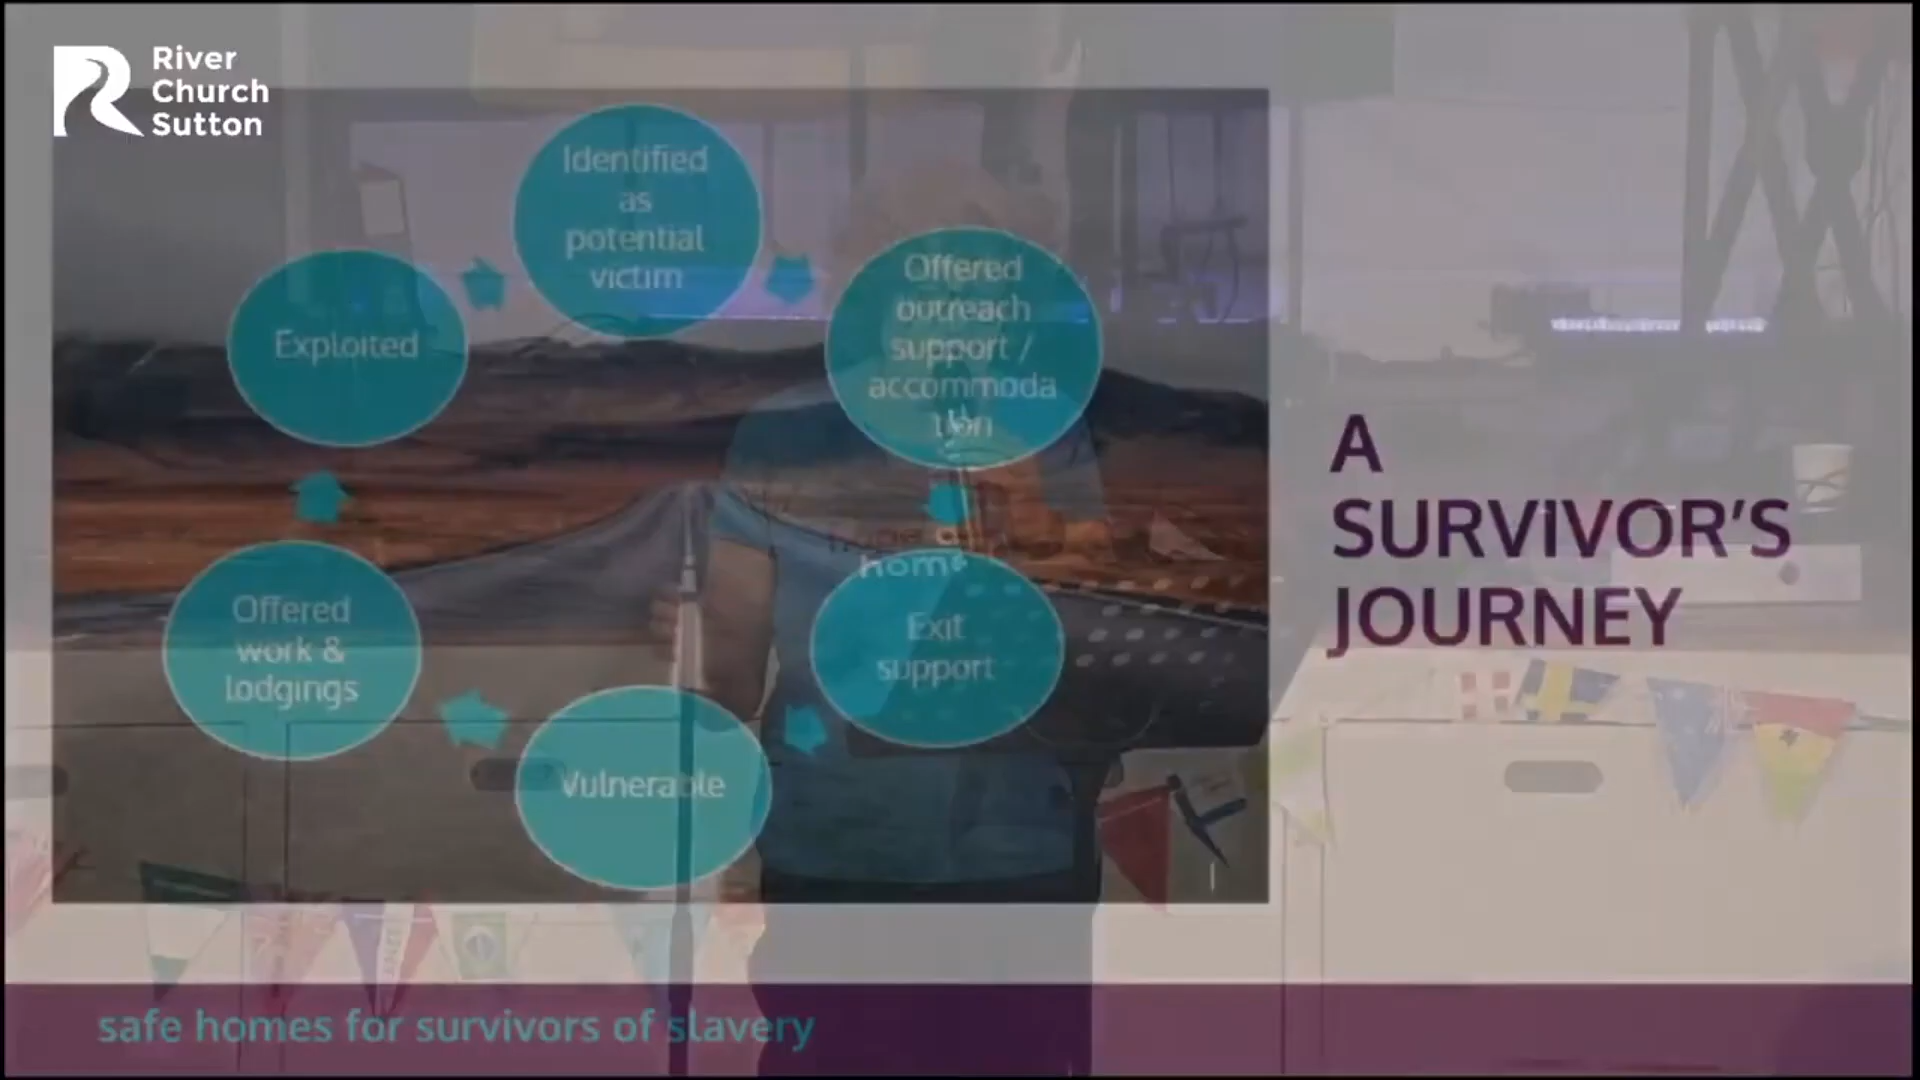 River
Church
Sutton
Identified
as
potential
victim
Exploited
Offered
outreach
support /
accommoda
tion
A
SURVIVOR'S
JOURNEY
home
Offered
work &
lodgings
Exit
support
Vulnerable
safe homes for survivors of slavery